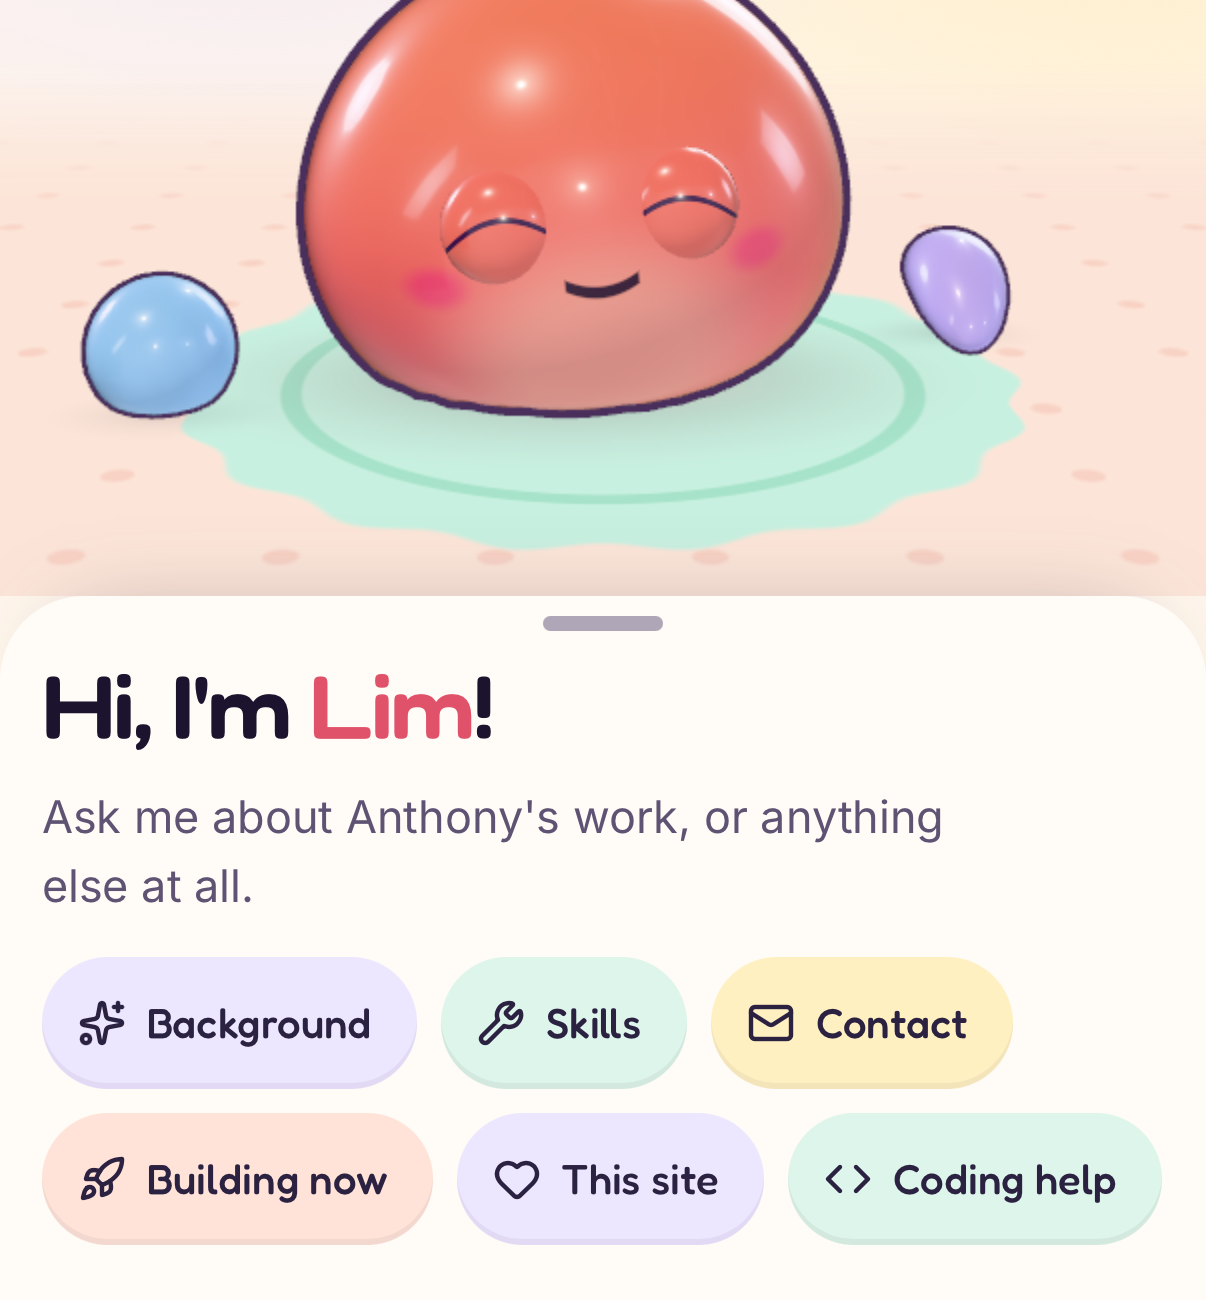 Hi, I'm Lim!
Ask me about Anthony's work, or anything
else at all.
Background
Skills
Contact
Building now
This site
Coding help